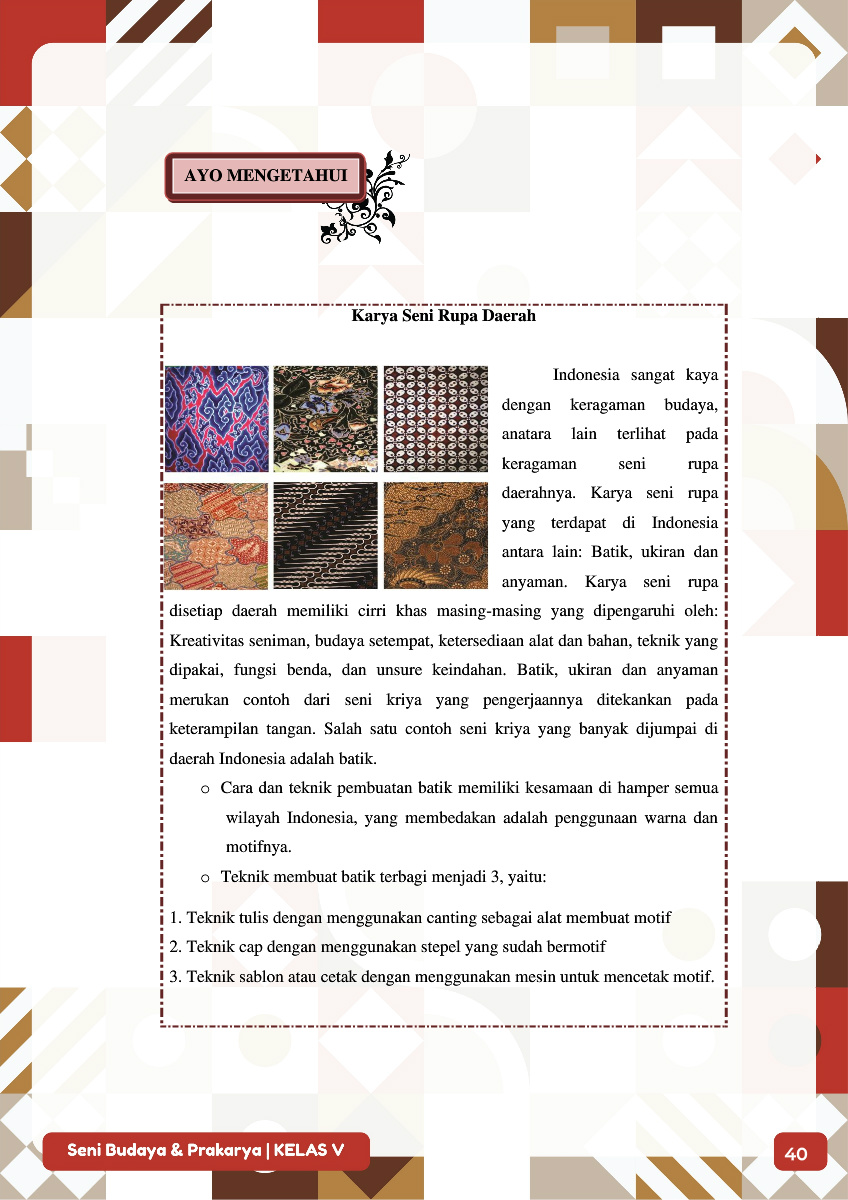 AYO MENGETAHUI
Karya Seni Rupa Daerah
Indonesia sangat kaya
dengan keragaman budaya,
anatara lain terlihat pada
keragaman seni rupa
daerahnya. Karya seni rupa
yang terdapat di Indonesia
antara lain: Batik, ukiran dan
anyaman. Karya seni rupa
disetiap daerah memiliki cirri khas masing-masing yang dipengaruhi oleh:
Kreativitas seniman, budaya setempat, ketersediaan alat dan bahan, teknik yang
dipakai, fungsi benda, dan unsure keindahan. Batik, ukiran dan anyaman
merukan contoh dari seni kriya yang pengerjaannya ditekankan pada
keterampilan tangan. Salah satu contoh seni kriya yang banyak dijumpai di
daerah Indonesia adalah batik.
o Cara dan teknik pembuatan batik memiliki kesamaan di hamper semua
wilayah Indonesia, yang membedakan adalah penggunaan warna dan
motifnya.
o Teknik membuat batik terbagi menjadi 3, yaitu:
1. Teknik tulis dengan menggunakan canting sebagai alat membuat motif
2. Teknik cap dengan menggunakan stepel yang sudah bermotif
3. Teknik sablon atau cetak dengan menggunakan mesin untuk mencetak motif.
Seni Budaya & Prakarya | KELAS V
40